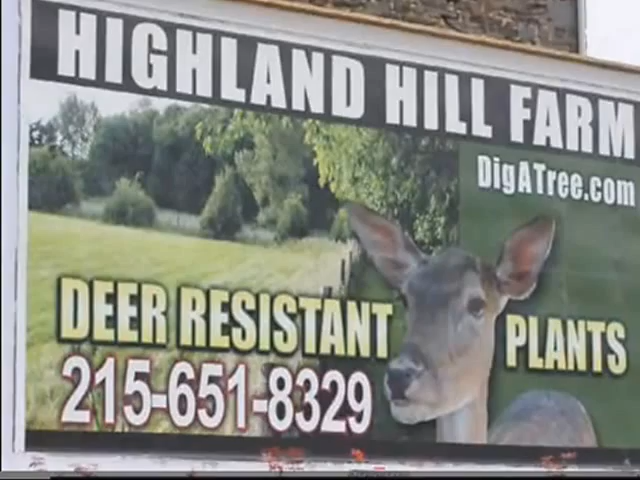 HIGHLAND HILL FARM
DigATree.com
DEER RESISTANT PLANTS
215-651-8329